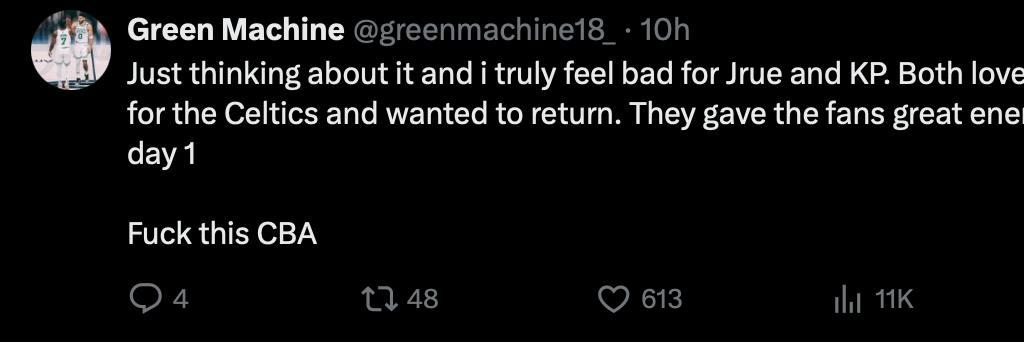 Green Machine @greenmachine18_ · 10h
Just thinking about it and i truly feel bad for Jrue and KP. Both love
for the Celtics and wanted to return. They gave the fans great ener
day 1
Fuck this CBA
4 48 613 11K